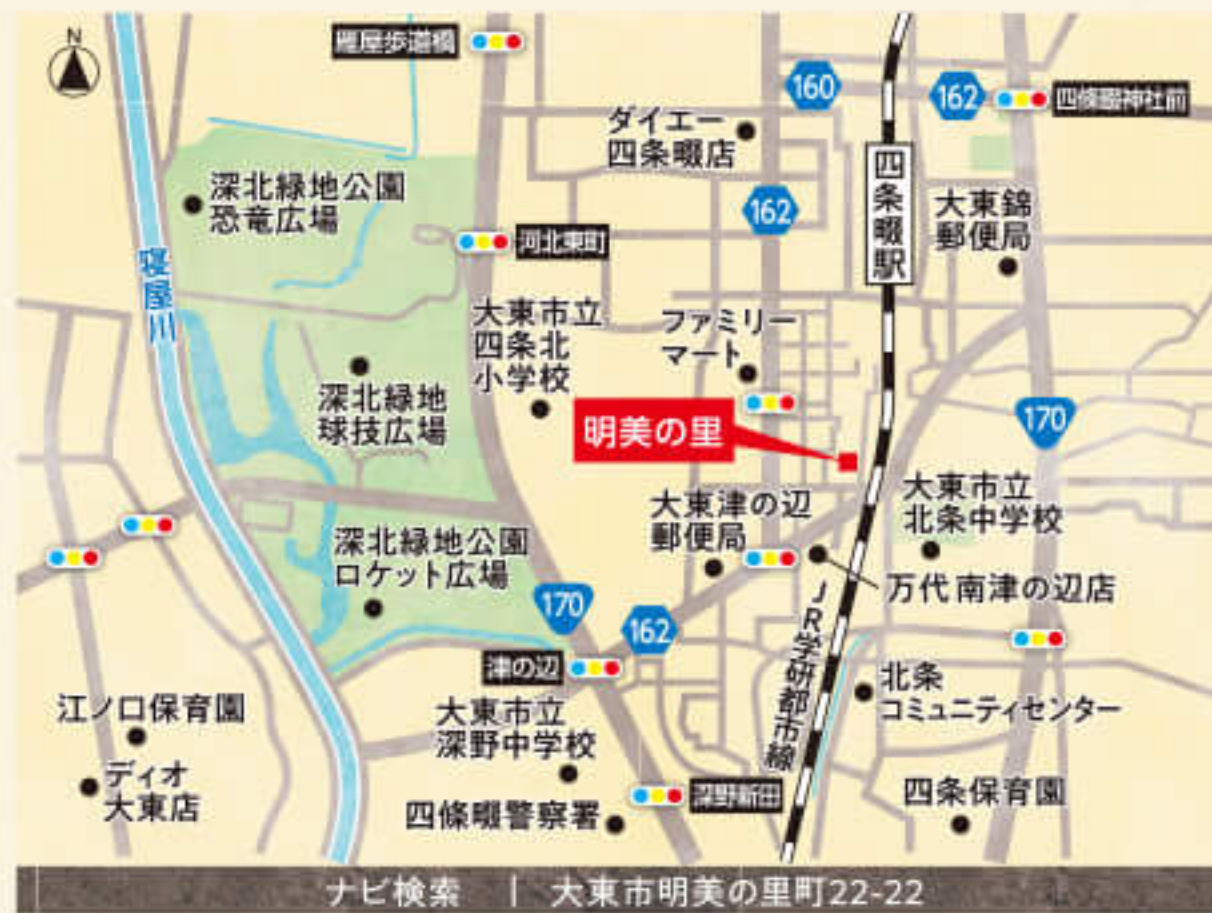 N
雁屋歩道橋
160
162
四條畷神社前
ダイエー
四条畷店
四条畷駅
深北緑地公園
恐竜広場
162
大東錦
郵便局
河北東町
寝屋川
大東市立
四条北
小学校
ファミリー
マート
深北緑地
球技広場
170
明美の里
大東津の辺
郵便局
大東市立
北条中学校
深北緑地公園
ロケット広場
万代 南津の辺店
170
162
JR学研都市線
津の辺
北条
コミュニティセンター
江ノ口保育園
大東市立
深野中学校
ディオ
大東店
深野新田
四條畷警察署
四条保育園
ナビ検索 | 大東市明美の里町22-22